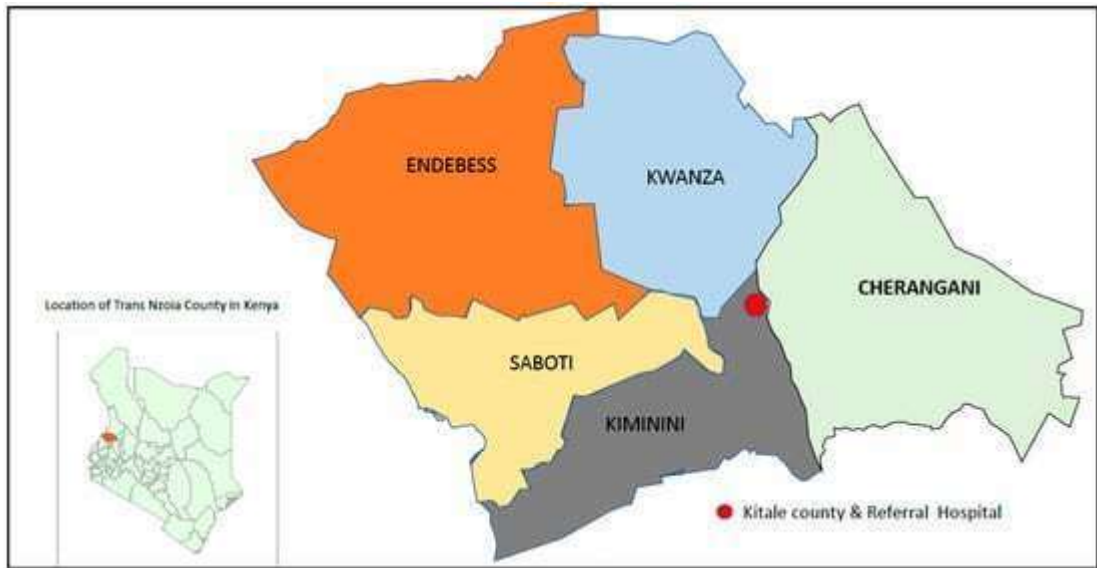 ENDEBESS
KWANZA
CHERANGANI
Location of Trans Nzoia County in Kenya
SABOTI
KIMININI
Kitale county & Referral Hospital